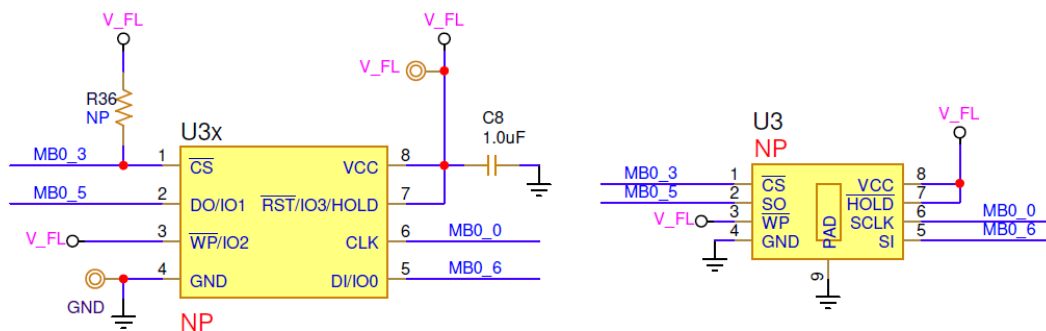 V_FL
V_FL
V_FL
R36
NP
C8
1.0uF
U3x
MB0_3
1
CS
VCC
8
MB0_5
2
DO/IO1
RST/IO3/HOLD
7
V_FL
3
WP/IO2
CLK
6
MB0_0
4
GND
DI/IO0
5
MB0_6
GND
NP
V_FL
U3
NP
MB0_3
1
CS
VCC
8
MB0_5
2
SO
HOLD
7
V_FL
3
WP
SCLK
6
MB0_0
4
GND
SI
5
MB0_6
PAD
9